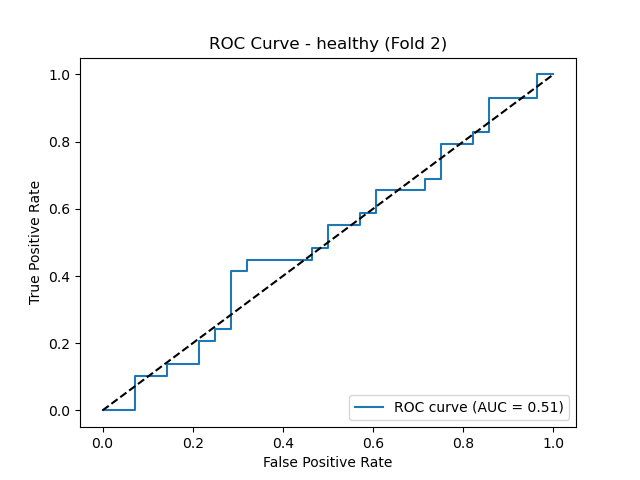 ROC Curve - healthy (Fold 2)
1.0
0.8
0.6
0.4
0.2
0.0
True Positive Rate
ROC curve (AUC = 0.51)
0.0 0.2 0.4 0.6 0.8 1.0
False Positive Rate